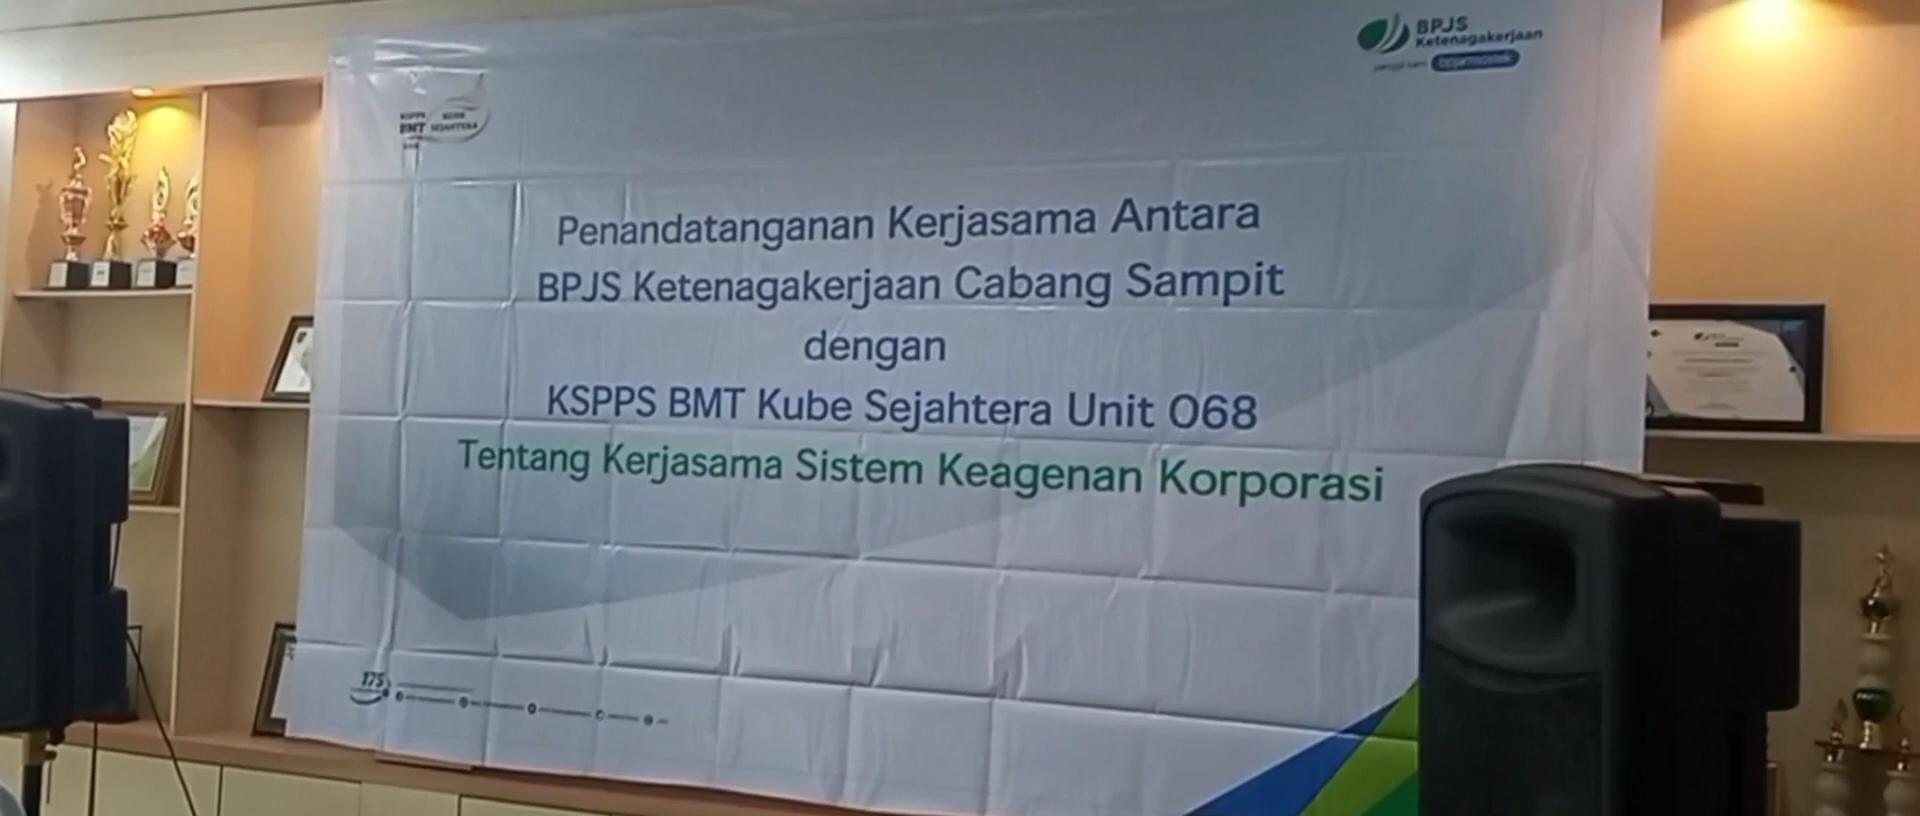 BPJS
Ketenagakerjaan
KSPPS KUBE
BMT SEJAHTERA
Penandatanganan Kerjasama Antara
BPJS Ketenagakerjaan Cabang Sampit
dengan
KSPPS BMT Kube Sejahtera Unit 068
Tentang Kerjasama Sistem Keagenan Korporasi
175